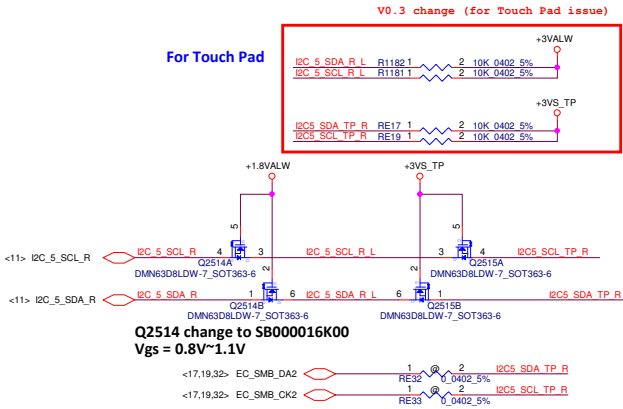 V0.3 change (for Touch Pad issue)
+3VALW
For Touch Pad
I2C_5_SDA_R_L R1182 1 2 10K_0402_5%
I2C_5_SCL_R_L R1181 1 2 10K_0402_5%
+3VS_TP
I2C5_SDA_TP_R RE17 1 2 10K_0402_5%
I2C5_SCL_TP_R RE19 1 2 10K_0402_5%
+1.8VALW +3VS_TP
5 5
<11> I2C_5_SCL_R I2C_5_SCL_R 4 3 I2C_5_SCL_R_L 3 4 I2C5_SCL_TP_R
Q2514A Q2515A
DMN63D8LDW-7_SOT363-6 DMN63D8LDW-7_SOT363-6
2 2
<11> I2C_5_SDA_R I2C_5_SDA_R 1 6 I2C_5_SDA_R_L 6 1 I2C5_SDA_TP_R
Q2514B Q2515B
DMN63D8LDW-7_SOT363-6 DMN63D8LDW-7_SOT363-6
Q2514 change to SB000016K00
Vgs = 0.8V~1.1V
<17,19,32> EC_SMB_DA2 1 @ 2 I2C5_SDA_TP_R
RE32 0_0402_5%
<17,19,32> EC_SMB_CK2 1 @ 2 I2C5_SCL_TP_R
RE33 0_0402_5%